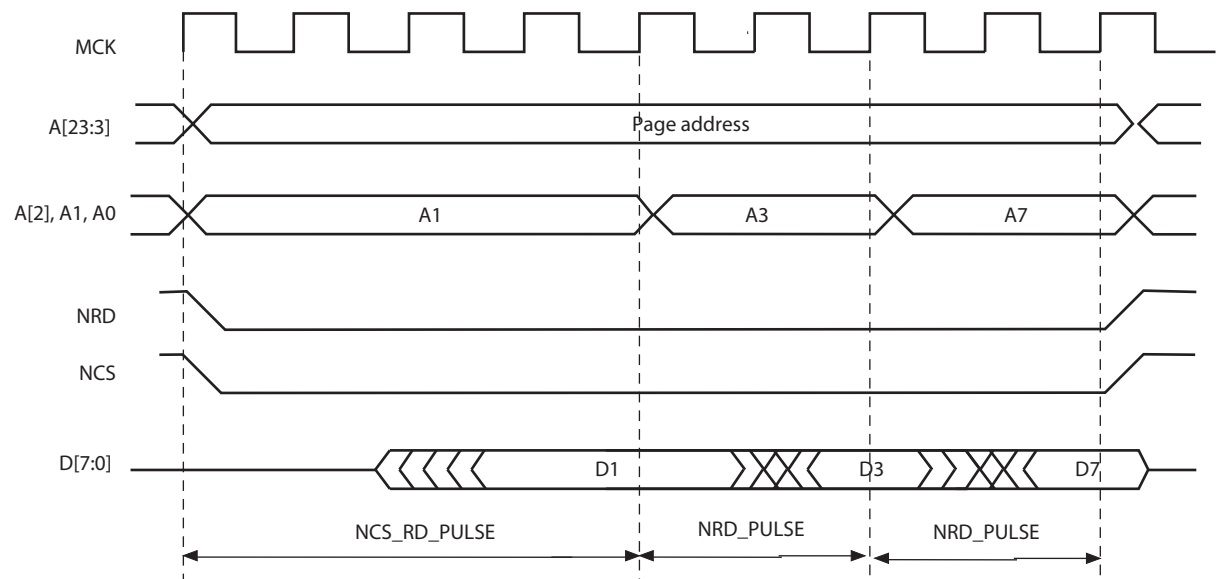 MCK
A[23:3]
Page address
A[2], A1, A0
A1
A3
A7
NRD
NCS
D[7:0]
D1
D3
D7
NCS_RD_PULSE
NRD_PULSE
NRD_PULSE